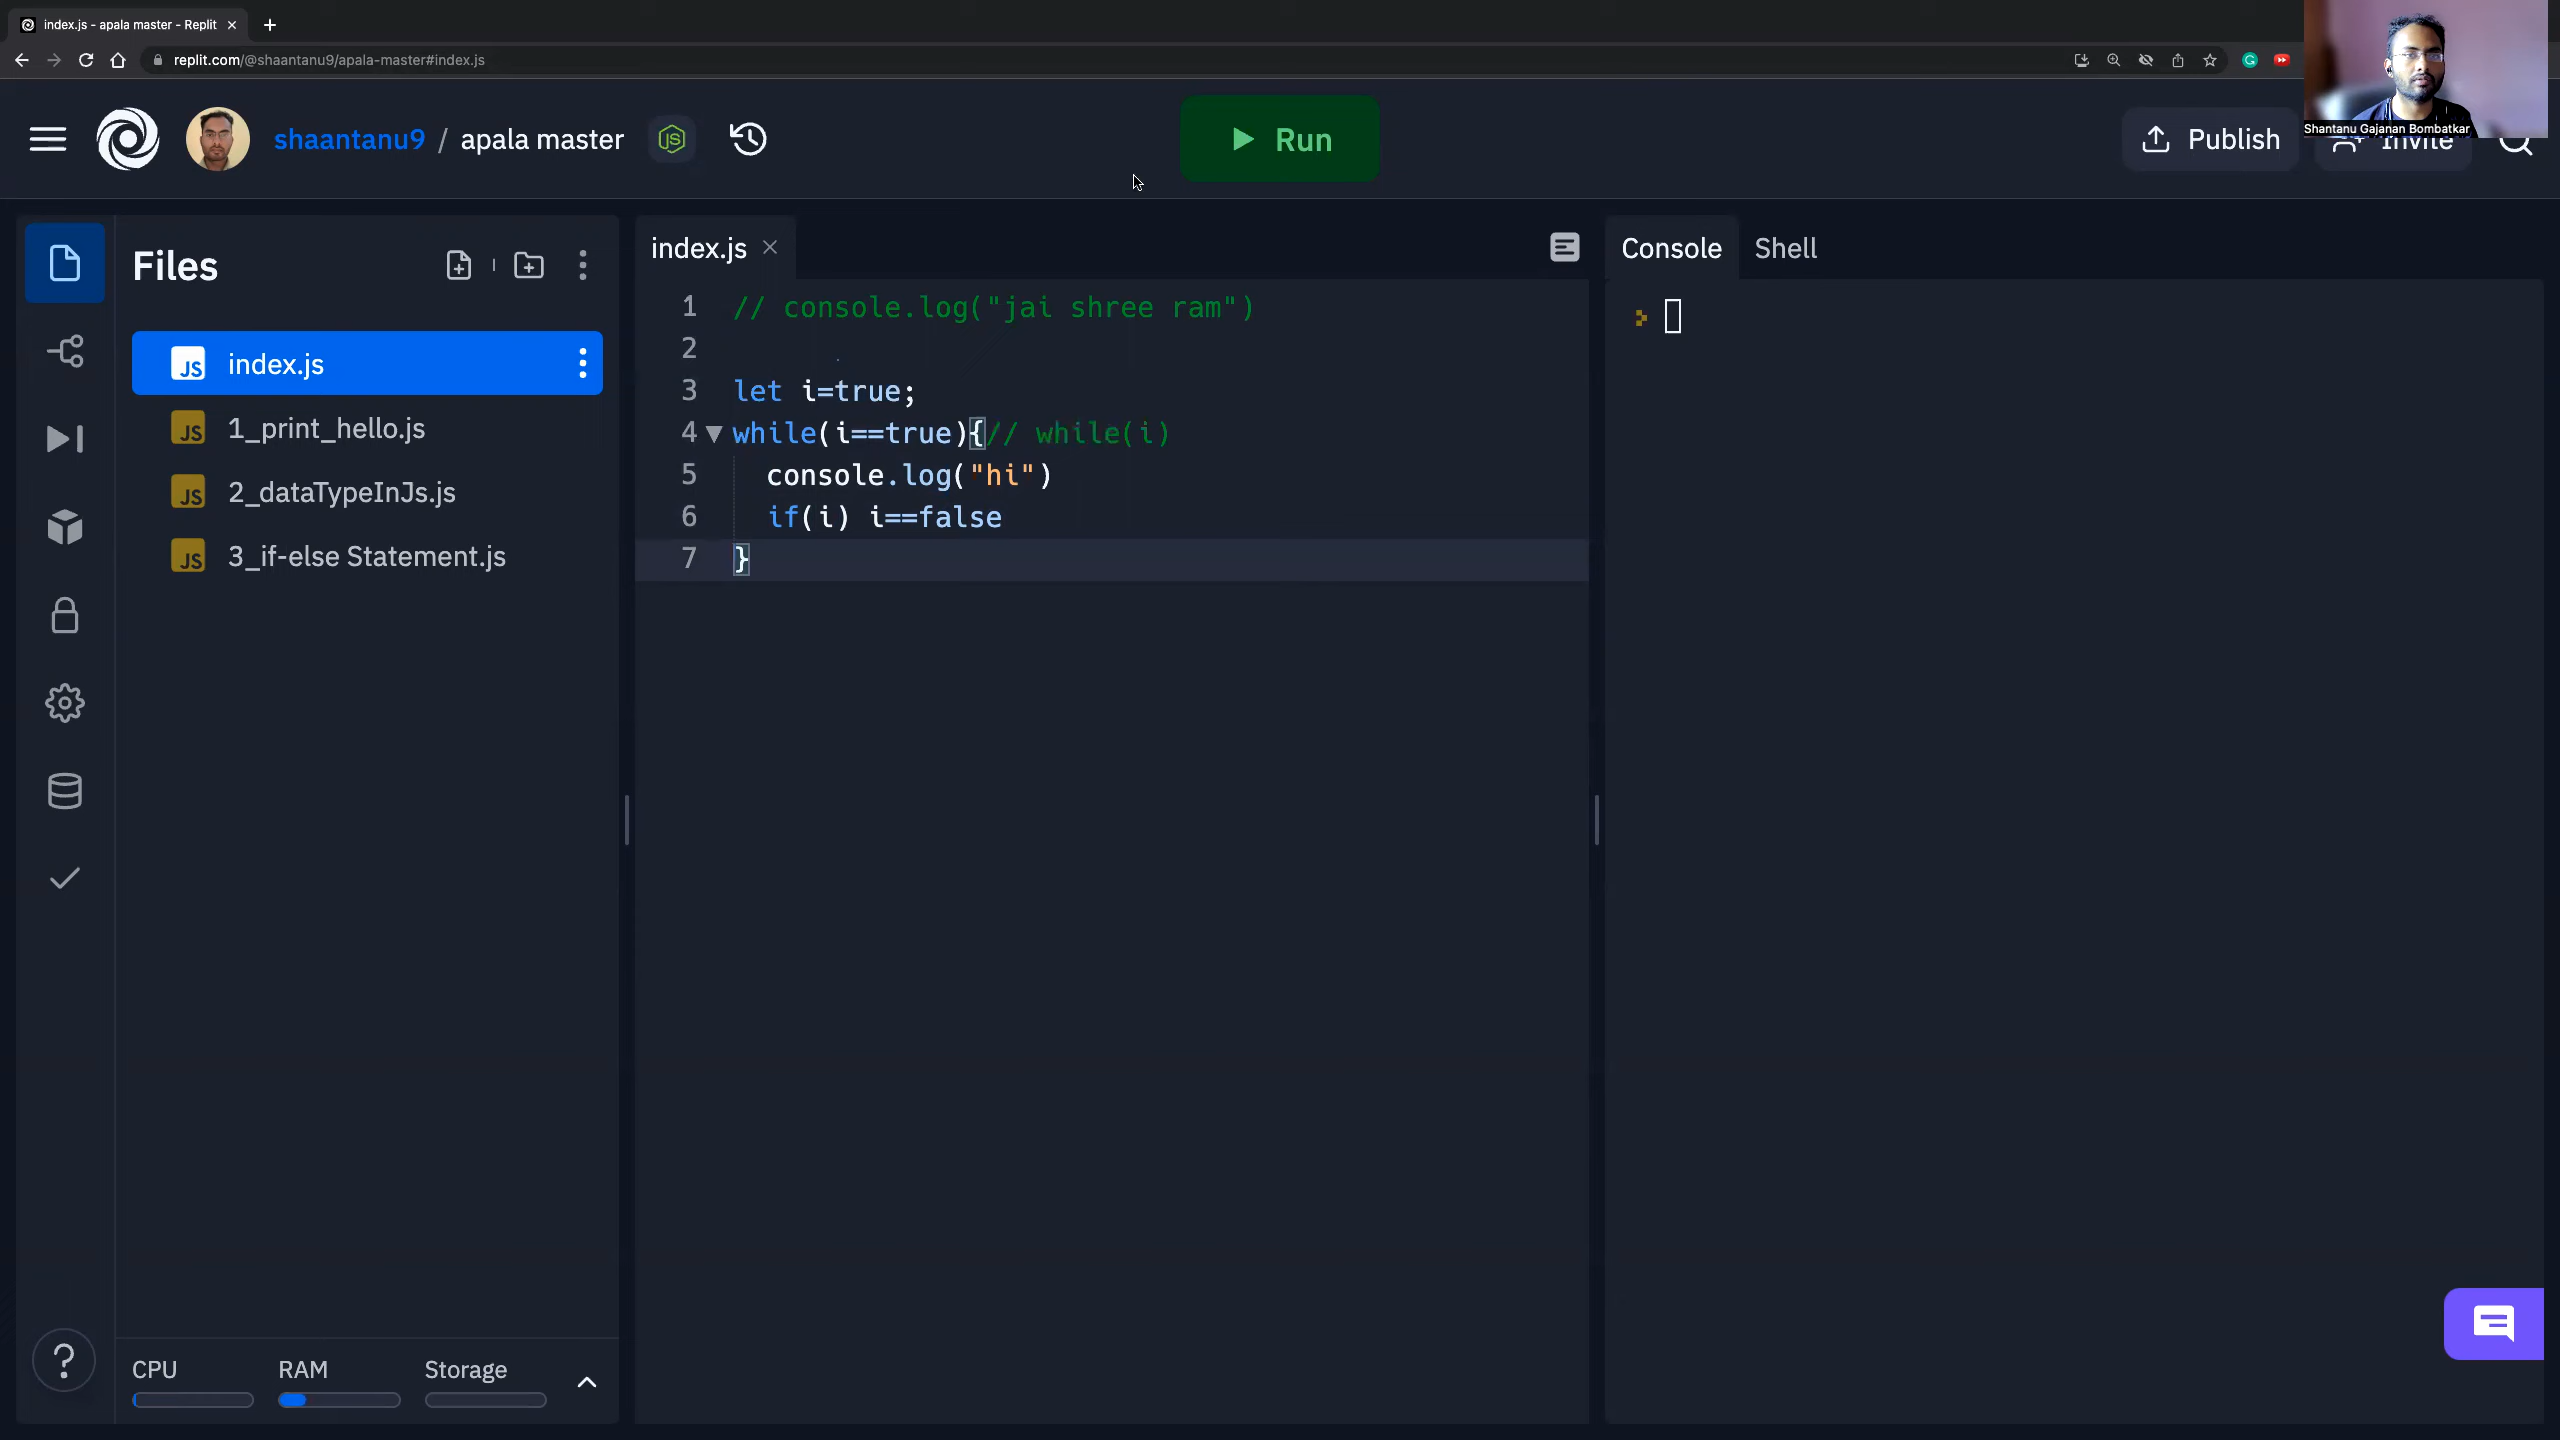 index.js - apala master - Replit
replit.com/@shaantanu9/apala-master#index.js
Shantanu Gajanan Bombatkar
shaantanu9 / apala master
Run
Publish
Invite
Files
index.js
1_print_hello.js
2_dataTypeInJs.js
3_if-else Statement.js
CPU
RAM
Storage
index.js
1 // console.log("jai shree ram")
2
3 let i=true;
4 while(i==true){// while(i)
5 console.log("hi")
6 if(i) i==false
7 }
Console
Shell